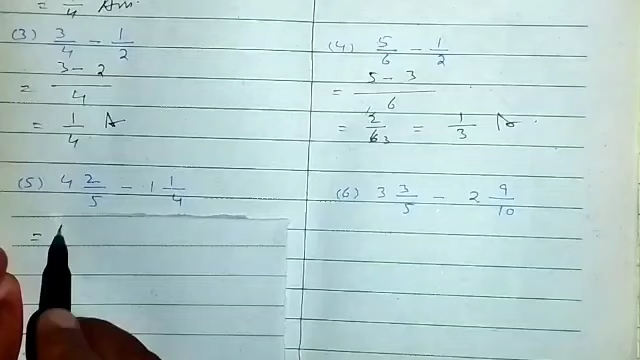 = 1/4 Ans.
(3) 3/4 - 1/2
= 3 - 2/4
= 1/4 A
(4) 5/6 - 1/2
= 5 - 3/6
= 2/6 3 = 1/3 A.
(5) 4 2/5 - 1 1/4
=
(6) 3 3/5 - 2 9/10